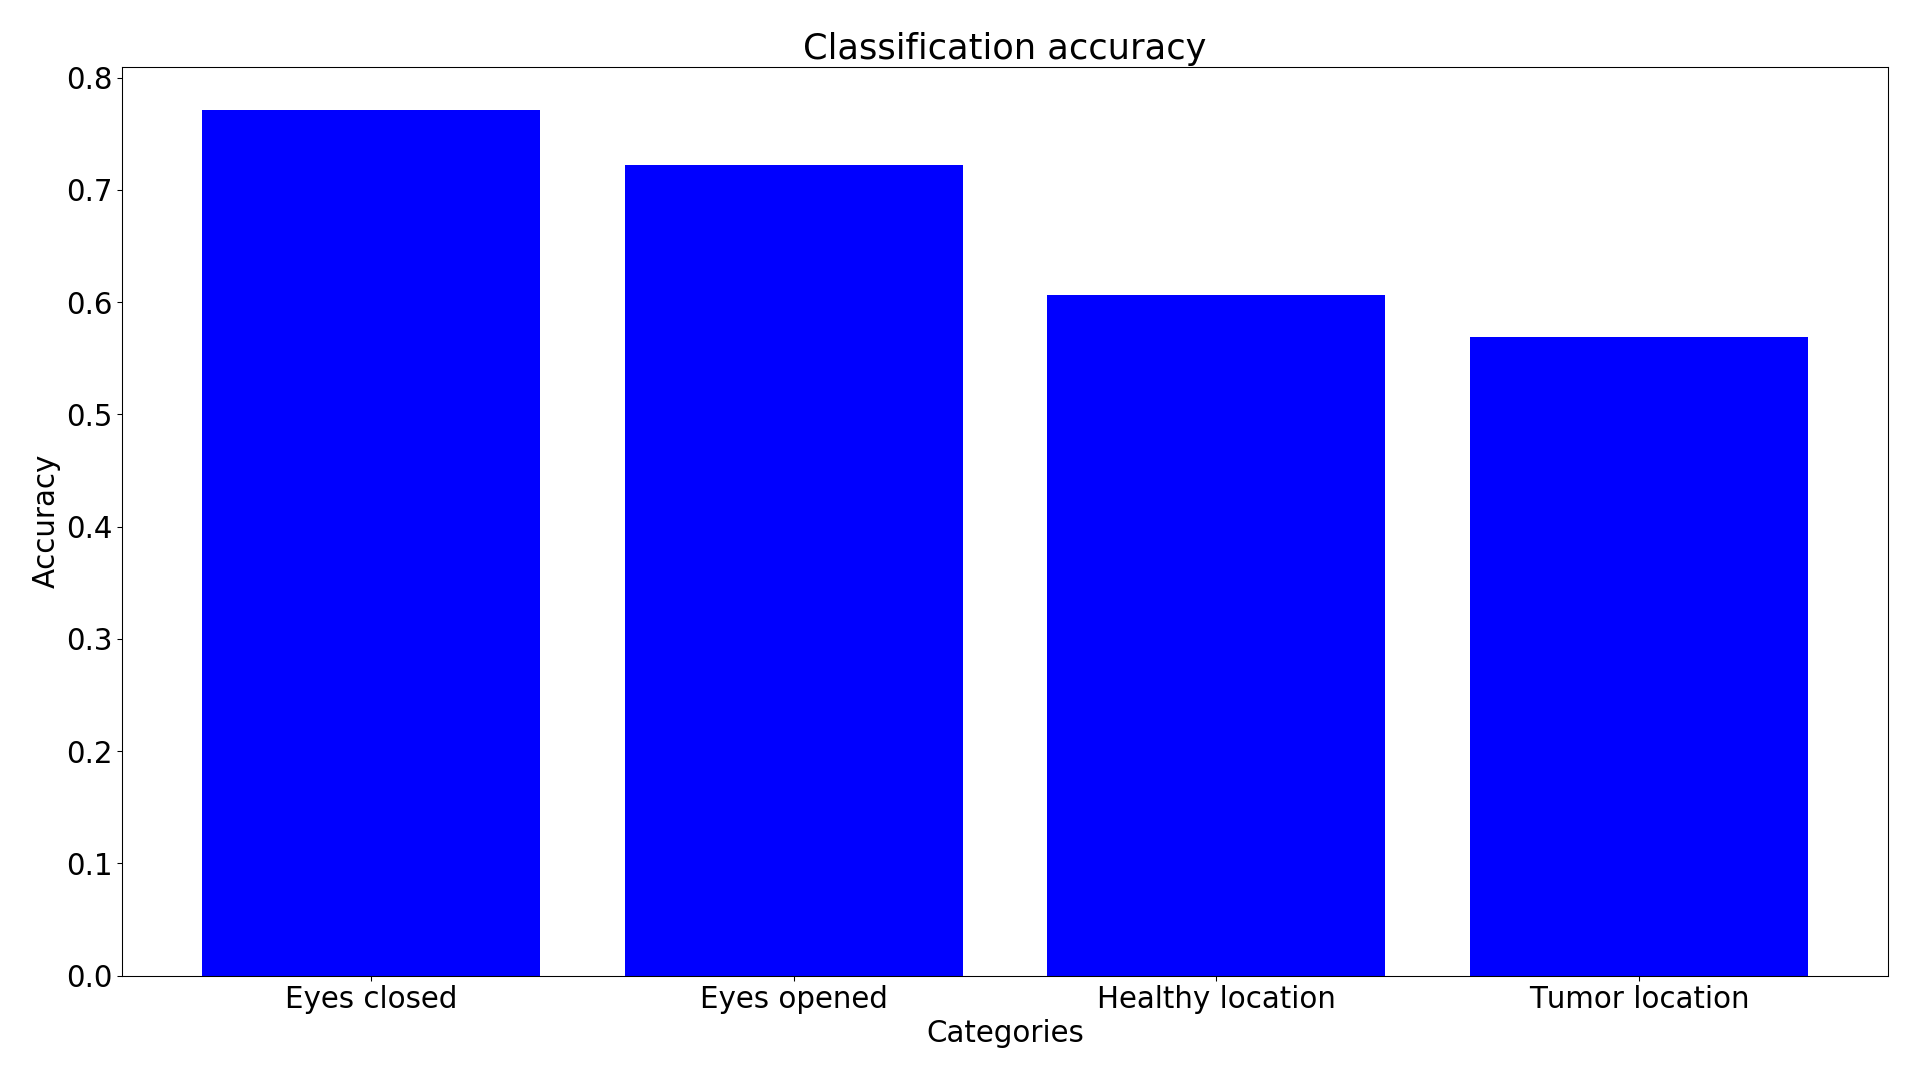 Classification accuracy
0.8
0.7
0.6
0.5
0.4
0.3
0.2
0.1
0.0
Accuracy
Eyes closed Eyes opened Healthy location Tumor location
Categories